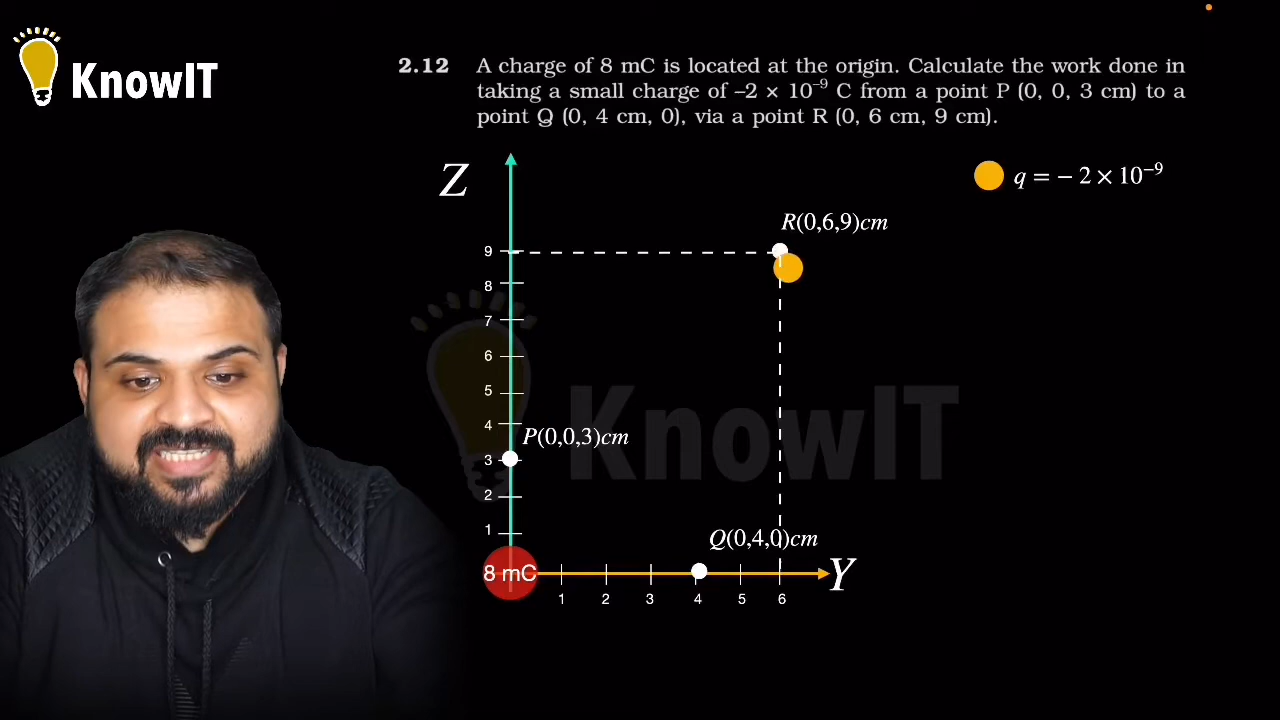 KnowIT
2.12 A charge of 8 mC is located at the origin. Calculate the work done in
taking a small charge of –2 × 10⁻⁹ C from a point P (0, 0, 3 cm) to a
point Q (0, 4 cm, 0), via a point R (0, 6 cm, 9 cm).
Z
q = − 2 × 10⁻⁹
R(0,6,9)cm
9
8
7
6
5
4
P(0,0,3)cm
KnowIT
3
2
1
Q(0,4,0)cm
8 mC
Y
1 2 3 4 5 6